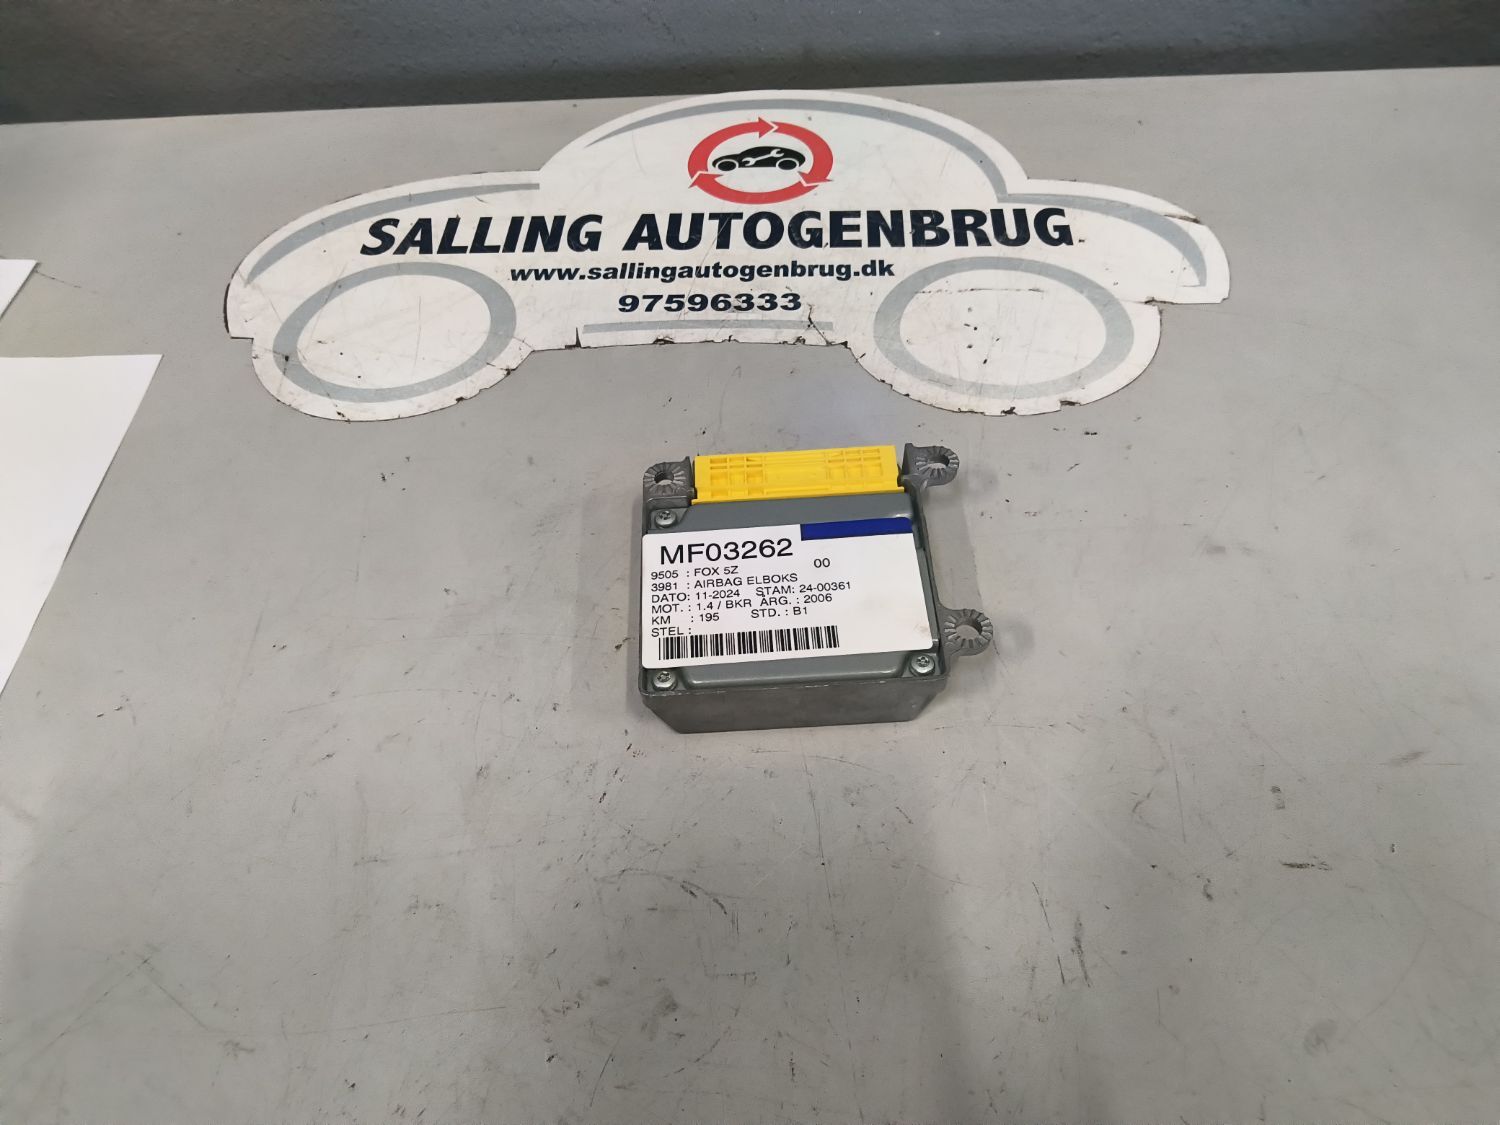 SALLING AUTOGENBRUG
www.sallingautogenbrug.dk
97596333
MF03262
9505 : FOX 5Z 00
3981 : AIRBAG ELBOKS
DATO: 11-2024 STAM: 24-00361
MOT. : 1.4 / BKR ÅRG. : 2006
KM : 195 STD. : B1
STEL :